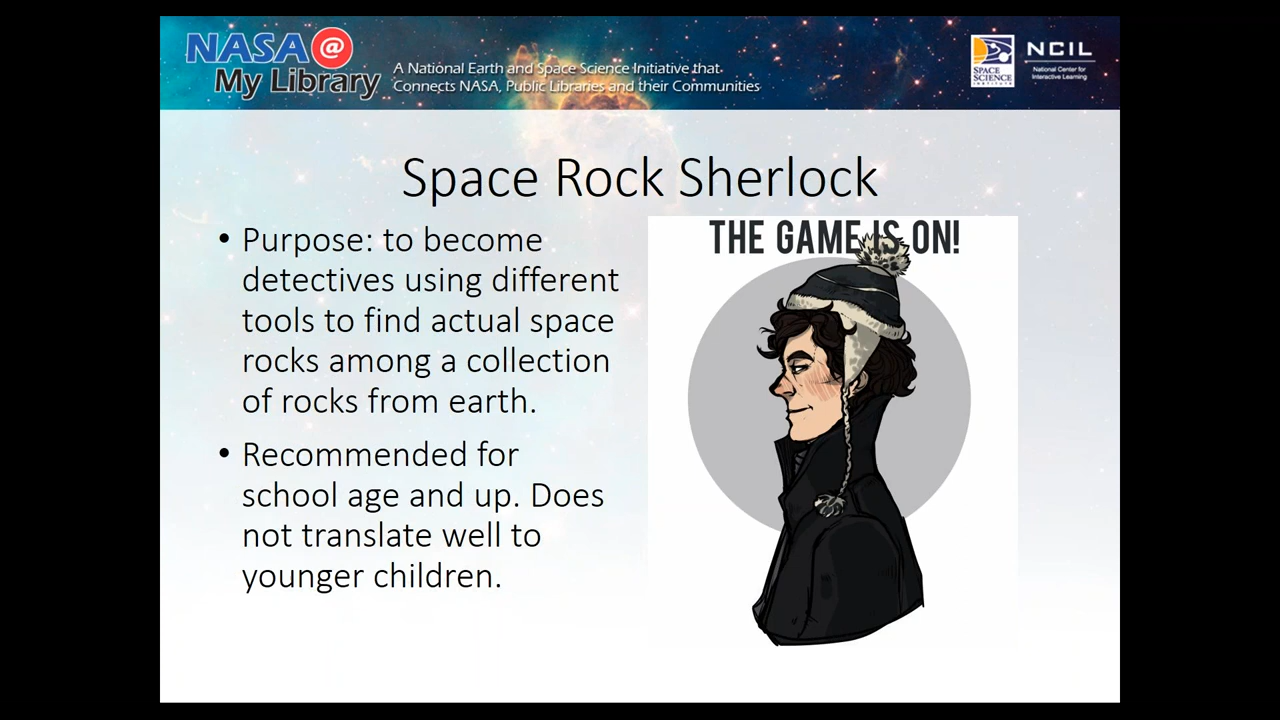 NASA@
My Library
A National Earth and Space Science Initiative that
Connects NASA, Public Libraries and their Communities
SPACE
SCIENCE
INSTITUTE
NCIL
National Center for
Interactive Learning
Space Rock Sherlock
• Purpose: to become
detectives using different
tools to find actual space
rocks among a collection
of rocks from earth.
• Recommended for
school age and up. Does
not translate well to
younger children.
THE GAME IS ON!